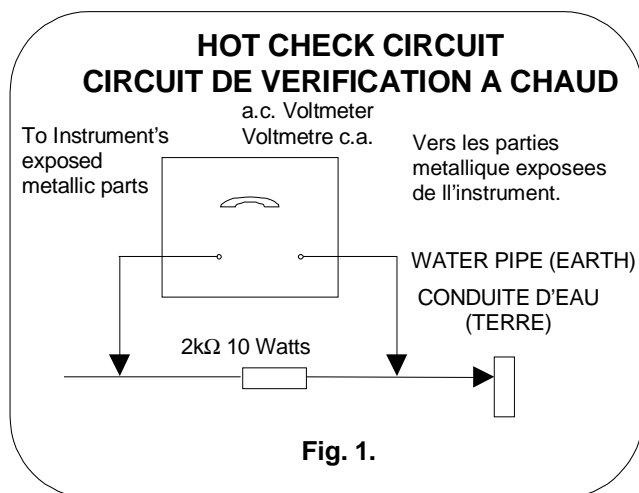 HOT CHECK CIRCUIT
CIRCUIT DE VERIFICATION A CHAUD
a.c. Voltmeter
Voltmetre c.a.
To Instrument's
exposed
metallic parts
Vers les parties
metallique exposees
de ll'instrument.
WATER PIPE (EARTH)
CONDUITE D'EAU
(TERRE)
2kΩ 10 Watts
Fig. 1.